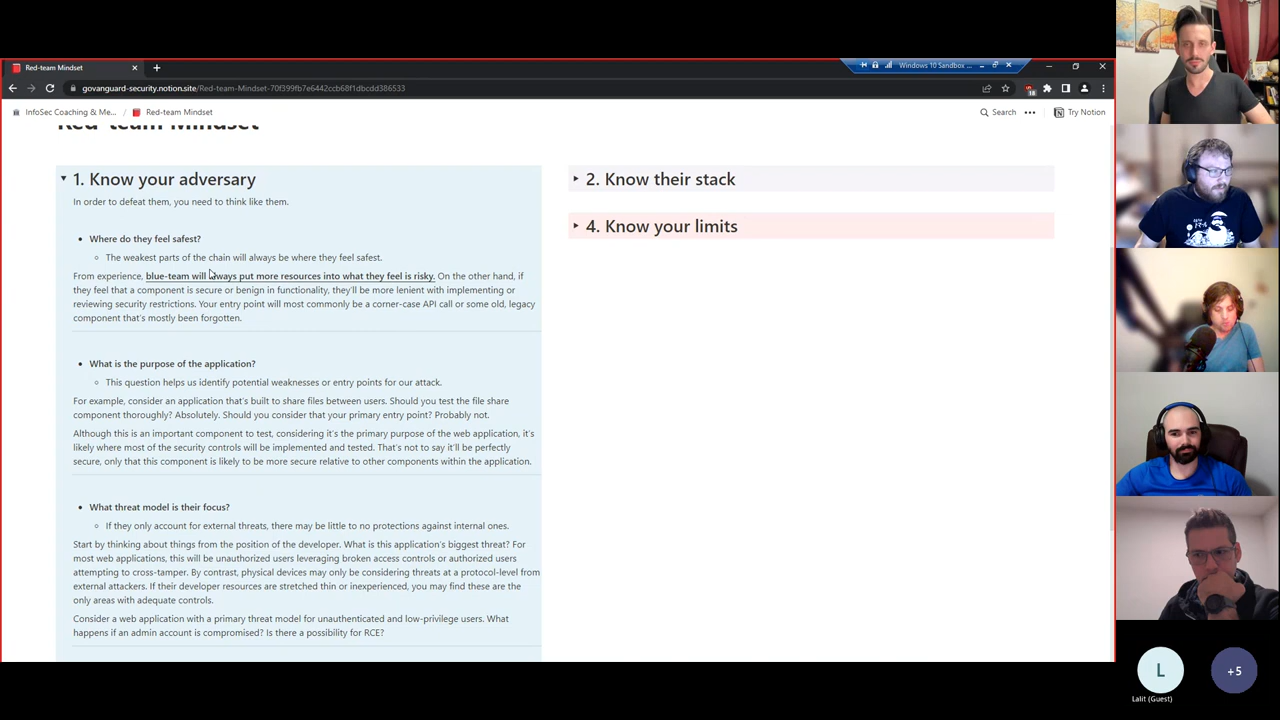 Red-team Mindset
Windows 10 Sandbox ...
govanguard-security.notion.site/Red-team-Mindset-70f399fb7e6442ccb68f1dbcdd386533
InfoSec Coaching & Me... / Red-team Mindset
Search
Try Notion
Red-team Mindset
1. Know your adversary
In order to defeat them, you need to think like them.
Where do they feel safest?
The weakest parts of the chain will always be where they feel safest.
From experience, blue-team will always put more resources into what they feel is risky. On the other hand, if
they feel that a component is secure or benign in functionality, they'll be more lenient with implementing or
reviewing security restrictions. Your entry point will most commonly be a corner-case API call or some old, legacy
component that's mostly been forgotten.
What is the purpose of the application?
This question helps us identify potential weaknesses or entry points for our attack.
For example, consider an application that's built to share files between users. Should you test the file share
component thoroughly? Absolutely. Should you consider that your primary entry point? Probably not.
Although this is an important component to test, considering it's the primary purpose of the web application, it's
likely where most of the security controls will be implemented and tested. That's not to say it'll be perfectly
secure, only that this component is likely to be more secure relative to other components within the application.
What threat model is their focus?
If they only account for external threats, there may be little to no protections against internal ones.
Start by thinking about things from the position of the developer. What is this application's biggest threat? For
most web applications, this will be unauthorized users leveraging broken access controls or authorized users
attempting to cross-tamper. By contrast, physical devices may only be considering threats at a protocol-level from
external attackers. If their developer resources are stretched thin or inexperienced, you may find these are the
only areas with adequate controls.
Consider a web application with a primary threat model for unauthenticated and low-privilege users. What
happens if an admin account is compromised? Is there a possibility for RCE?
2. Know their stack
4. Know your limits
L
Lalit (Guest)
+5